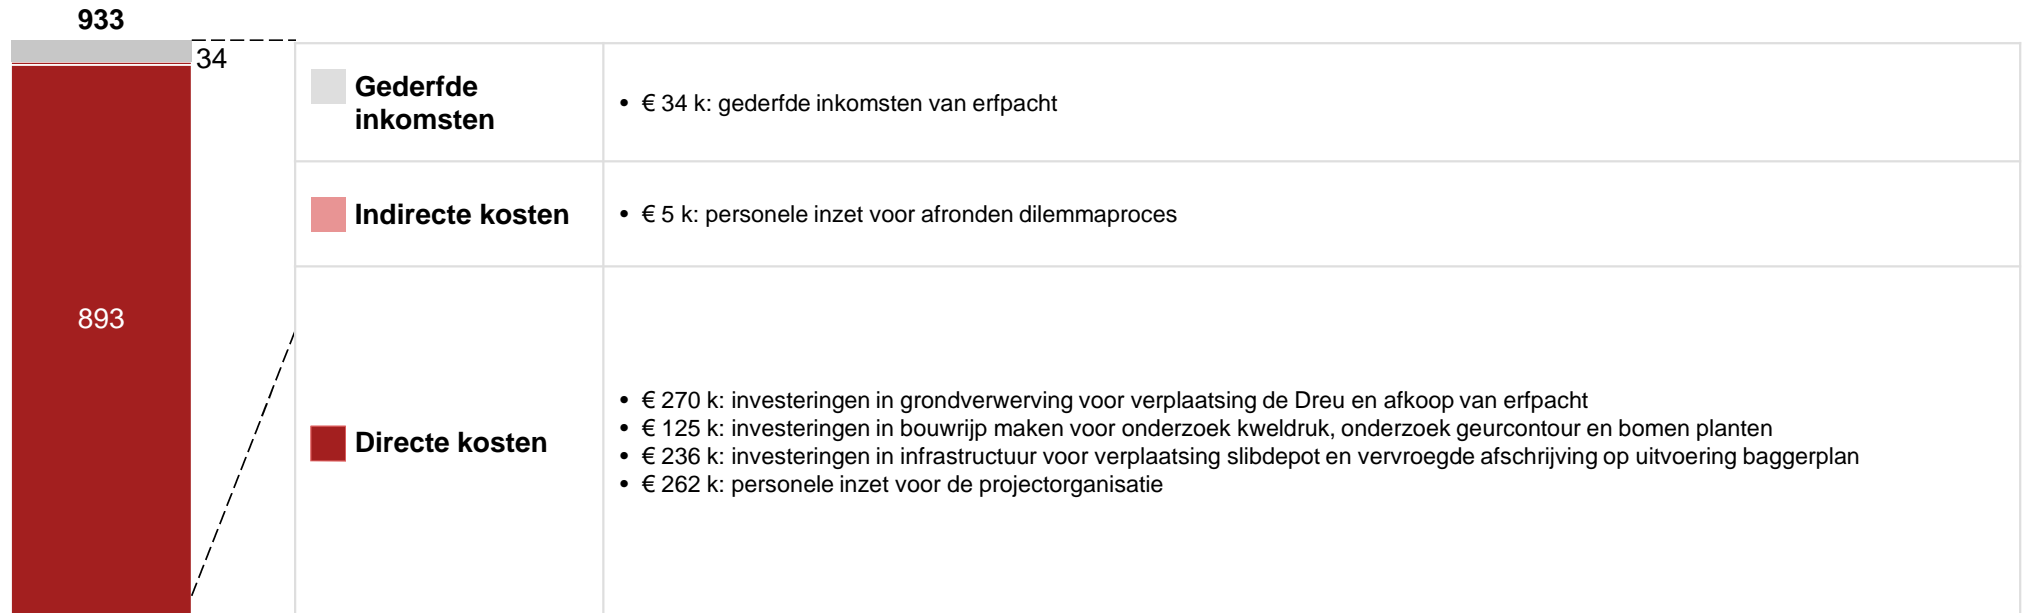 933
34
893
Gederfde
inkomsten
• € 34 k: gederfde inkomsten van erfpacht
Indirecte kosten
• € 5 k: personele inzet voor afronden dilemmaproces
Directe kosten
• € 270 k: investeringen in grondverwerving voor verplaatsing de Dreu en afkoop van erfpacht
• € 125 k: investeringen in bouwrijp maken voor onderzoek kweldruk, onderzoek geurcontour en bomen planten
• € 236 k: investeringen in infrastructuur voor verplaatsing slibdepot en vervroegde afschrijving op uitvoering baggerplan
• € 262 k: personele inzet voor de projectorganisatie